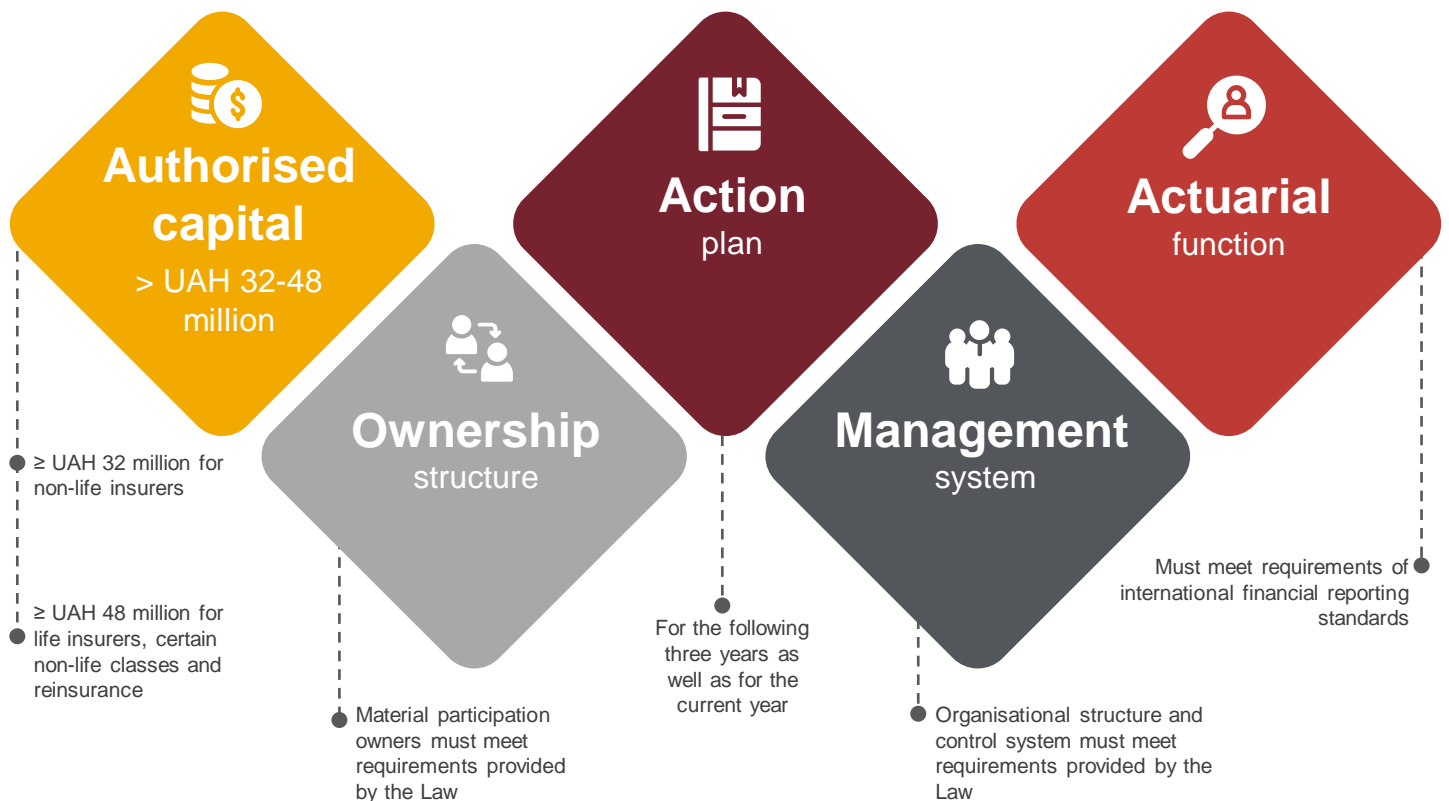 Authorised
capital
> UAH 32-48
million
≥ UAH 32 million for
non-life insurers
≥ UAH 48 million for
life insurers, certain
non-life classes and
reinsurance
Ownership
structure
Material participation
owners must meet
requirements provided
by the Law
Action
plan
For the following
three years as
well as for the
current year
Management
system
Organisational structure and
control system must meet
requirements provided by the
Law
Actuarial
function
Must meet requirements of
international financial reporting
standards